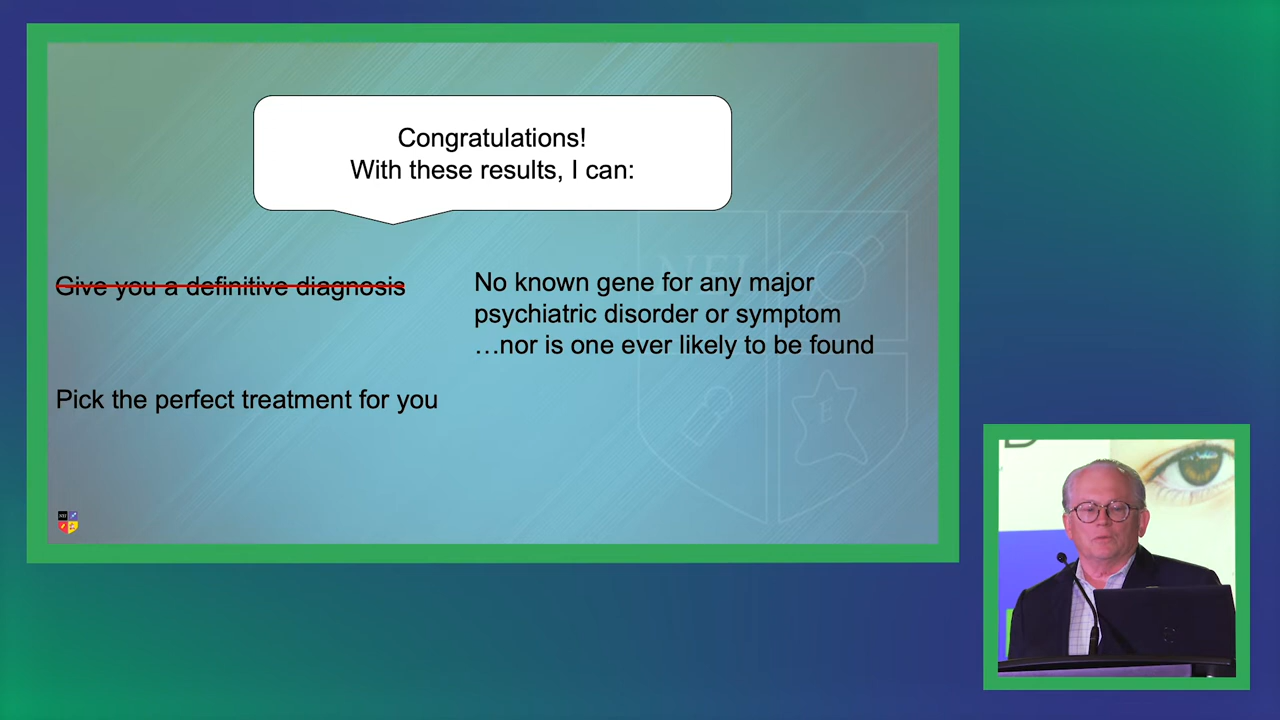 Congratulations!
With these results, I can:
Give you a definitive diagnosis
No known gene for any major
psychiatric disorder or symptom
…nor is one ever likely to be found
Pick the perfect treatment for you
NEI